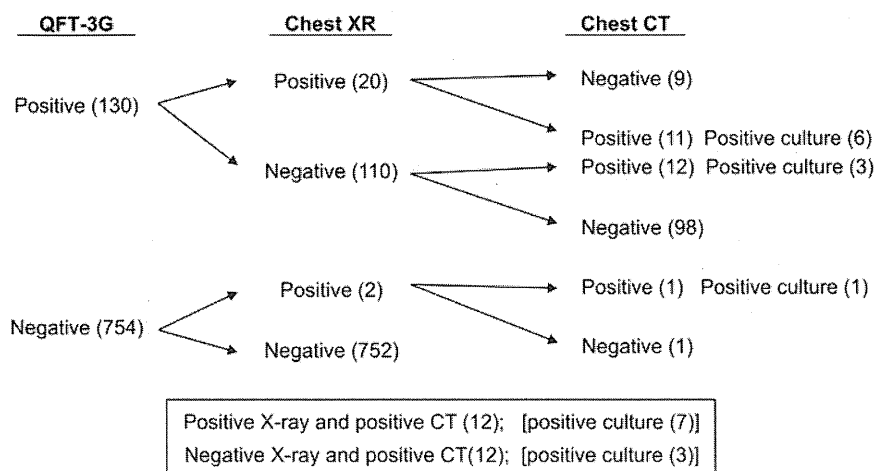 QFT-3G Chest XR Chest CT
Positive (20) Negative (9)
Positive (130)
Positive (11) Positive culture (6)
Negative (110) Positive (12) Positive culture (3)
Negative (98)
Positive (2) Positive (1) Positive culture (1)
Negative (754)
Negative (752) Negative (1)
Positive X-ray and positive CT (12); [positive culture (7)]
Negative X-ray and positive CT(12); [positive culture (3)]